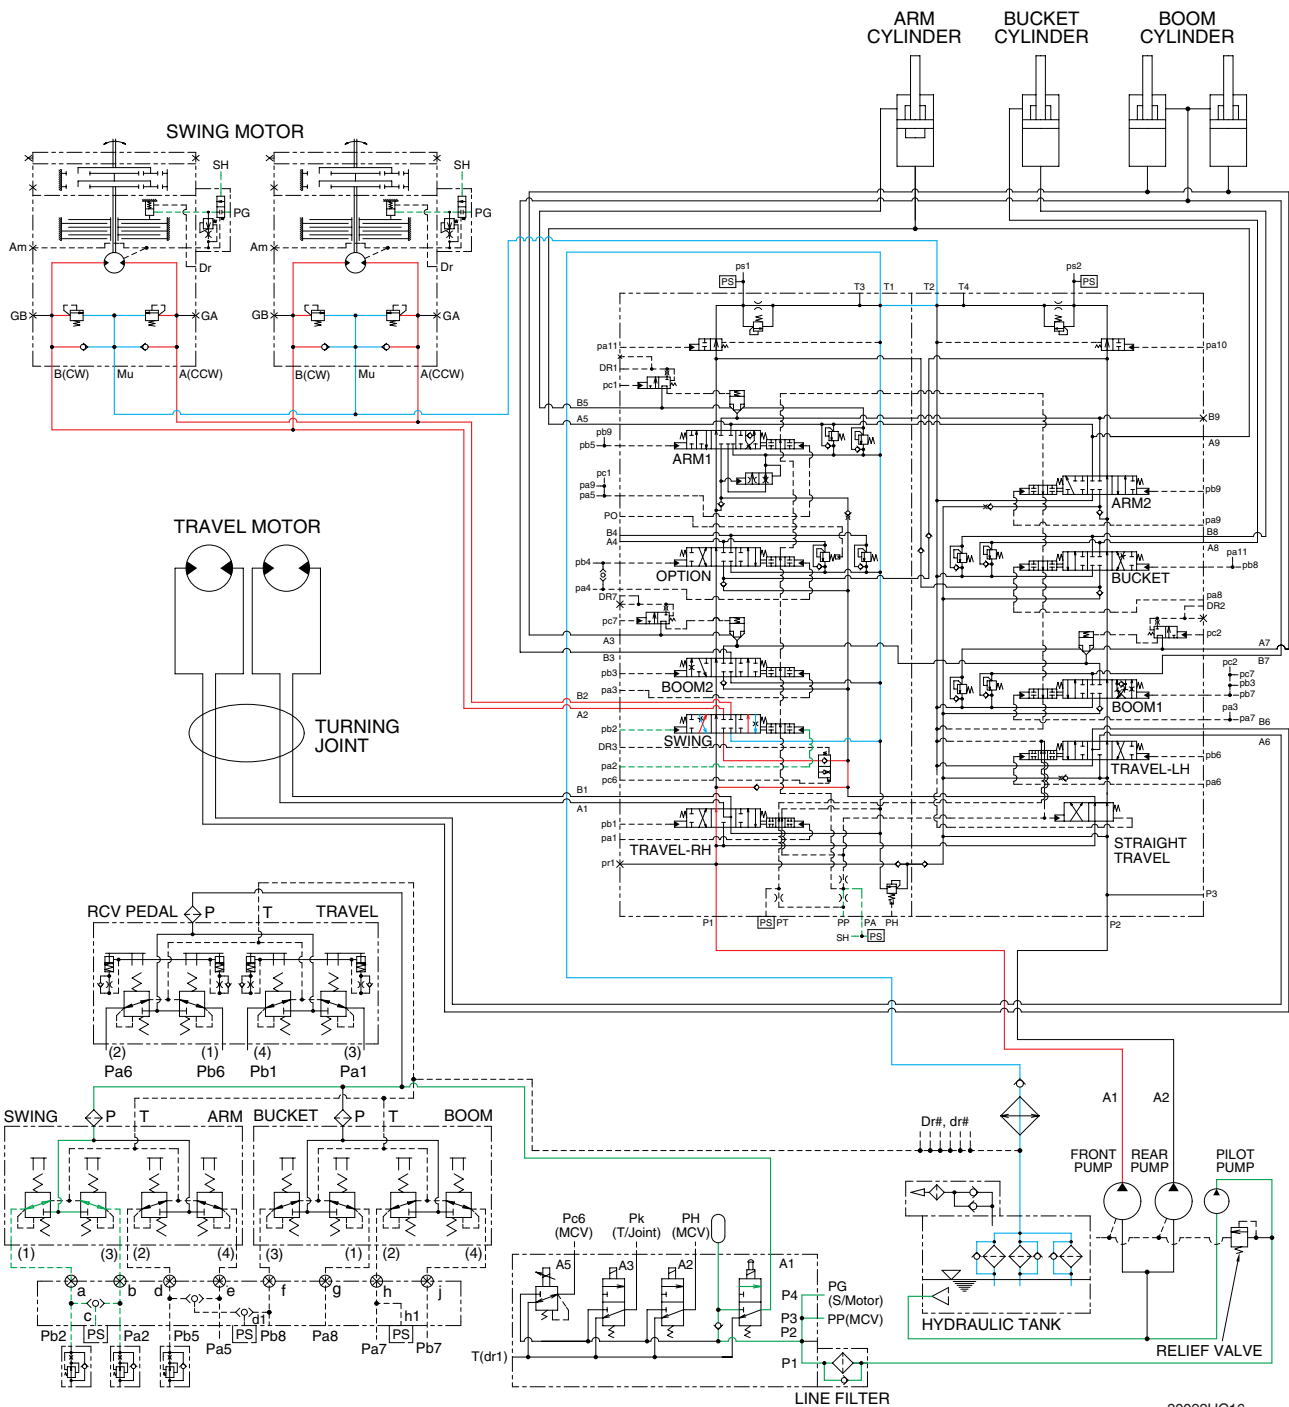 ARM
CYLINDER
BUCKET
CYLINDER
BOOM
CYLINDER
SWING MOTOR
SH
PG
Am
Dr
GB
GA
B(CW)
Mu
A(CCW)
SH
PG
Am
Dr
GB
GA
B(CW)
Mu
A(CCW)
ps1
PS
T3
T1
T2
T4
ps2
PS
pa11
DR1
pc1
B5
A5
pb9
pb5
ARM1
pc1
pa9
pa5
PO
B4
A4
pb4
OPTION
pa4
DR7
pc7
A3
B3
pb3
BOOM2
pa3
B2
A2
pb2
SWING
DR3
pa2
pc6
B1
A1
pb1
pa1
TRAVEL-RH
pr1
pa10
B9
A9
pb9
ARM2
pa9
B8
A8
pa11
pb8
BUCKET
pa8
DR2
pc2
A7
B7
pc2
pc7
pb3
pb7
BOOM1
pa3
pa7
B6
A6
pb6
TRAVEL-LH
pa6
STRAIGHT
TRAVEL
P3
P1
PS
PT
PP
PA
PH
P2
SH
PS
TRAVEL MOTOR
TURNING
JOINT
RCV PEDAL
P
T
TRAVEL
(2)
(1)
(4)
(3)
Pa6
Pb6
Pb1
Pa1
SWING
P
T
ARM
BUCKET
P
T
BOOM
(1)
(3)
(2)
(4)
(3)
(1)
(2)
(4)
a
b
d
e
f
g
h
j
c
d1
h1
PS
PS
PS
Pb2
Pa2
Pb5
Pa5
Pb8
Pa8
Pa7
Pb7
Pc6
(MCV)
Pk
(T/Joint)
PH
(MCV)
A5
A3
A2
A1
P4
P3
P2
PG
(S/Motor)
PP(MCV)
T(dr1)
P1
LINE FILTER
Dr#, dr#
A1
A2
FRONT
PUMP
REAR
PUMP
PILOT
PUMP
HYDRAULIC TANK
RELIEF VALVE